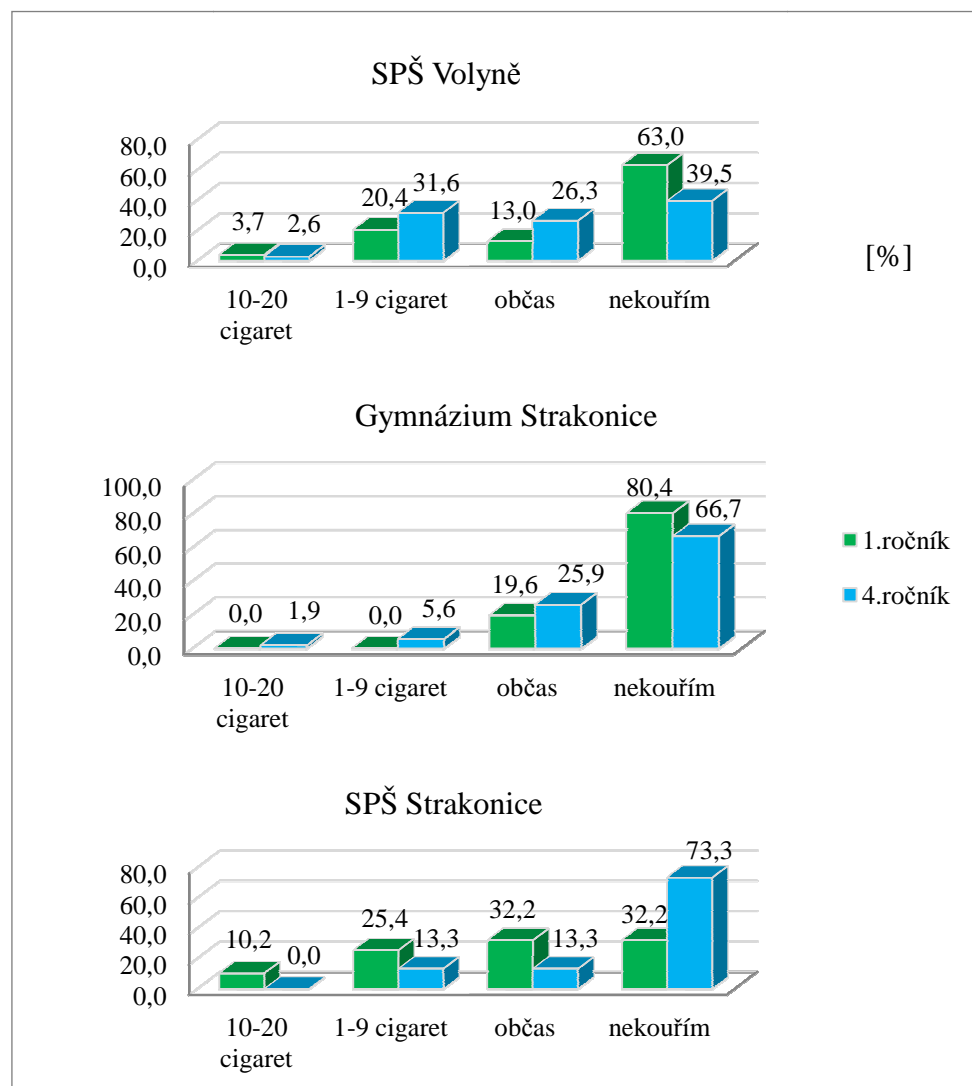 SPŠ Volyně
80,0
60,0
40,0
20,0
0,0
3,7
2,6
20,4
31,6
13,0
26,3
63,0
39,5
10-20 cigaret
1-9 cigaret
občas
nekouřím
[%]
Gymnázium Strakonice
100,0
80,0
60,0
40,0
20,0
0,0
0,0
1,9
0,0
5,6
19,6
25,9
80,4
66,7
10-20 cigaret
1-9 cigaret
občas
nekouřím
1.ročník
4.ročník
SPŠ Strakonice
80,0
60,0
40,0
20,0
0,0
10,2
0,0
25,4
13,3
32,2
13,3
32,2
73,3
10-20 cigaret
1-9 cigaret
občas
nekouřím